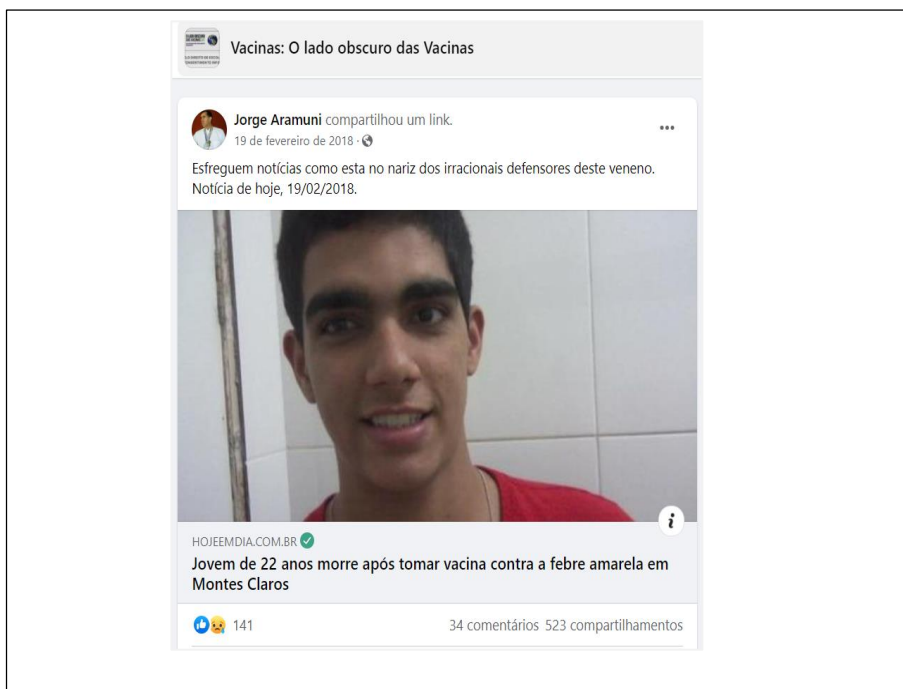 Vacinas: O lado obscuro das Vacinas
Jorge Aramuni compartilhou um link.
19 de fevereiro de 2018 ·
Esfreguem notícias como esta no nariz dos irracionais defensores deste veneno.
Notícia de hoje, 19/02/2018.
HOJEEMDIA.COM.BR
Jovem de 22 anos morre após tomar vacina contra a febre amarela em
Montes Claros
141 34 comentários 523 compartilhamentos